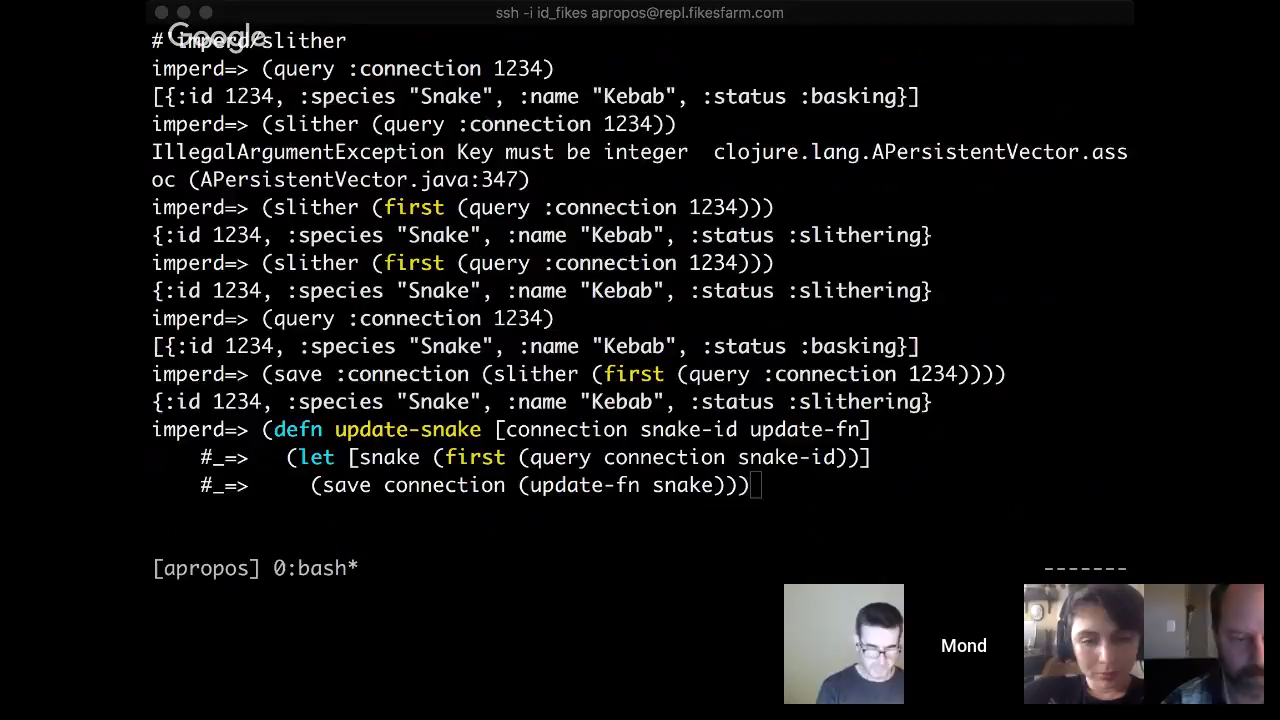 ssh -i id_fikes apropos@repl.fikesfarm.com
Google
# imperd/slither
imperd=> (query :connection 1234)
[{:id 1234, :species "Snake", :name "Kebab", :status :basking}]
imperd=> (slither (query :connection 1234))
IllegalArgumentException Key must be integer  clojure.lang.APersistentVector.ass
oc (APersistentVector.java:347)
imperd=> (slither (first (query :connection 1234)))
{:id 1234, :species "Snake", :name "Kebab", :status :slithering}
imperd=> (slither (first (query :connection 1234)))
{:id 1234, :species "Snake", :name "Kebab", :status :slithering}
imperd=> (query :connection 1234)
[{:id 1234, :species "Snake", :name "Kebab", :status :basking}]
imperd=> (save :connection (slither (first (query :connection 1234))))
{:id 1234, :species "Snake", :name "Kebab", :status :slithering}
imperd=> (defn update-snake [connection snake-id update-fn]
    #_=>   (let [snake (first (query connection snake-id))]
    #_=>     (save connection (update-fn snake)))
[apropos] 0:bash*
-------
Mond